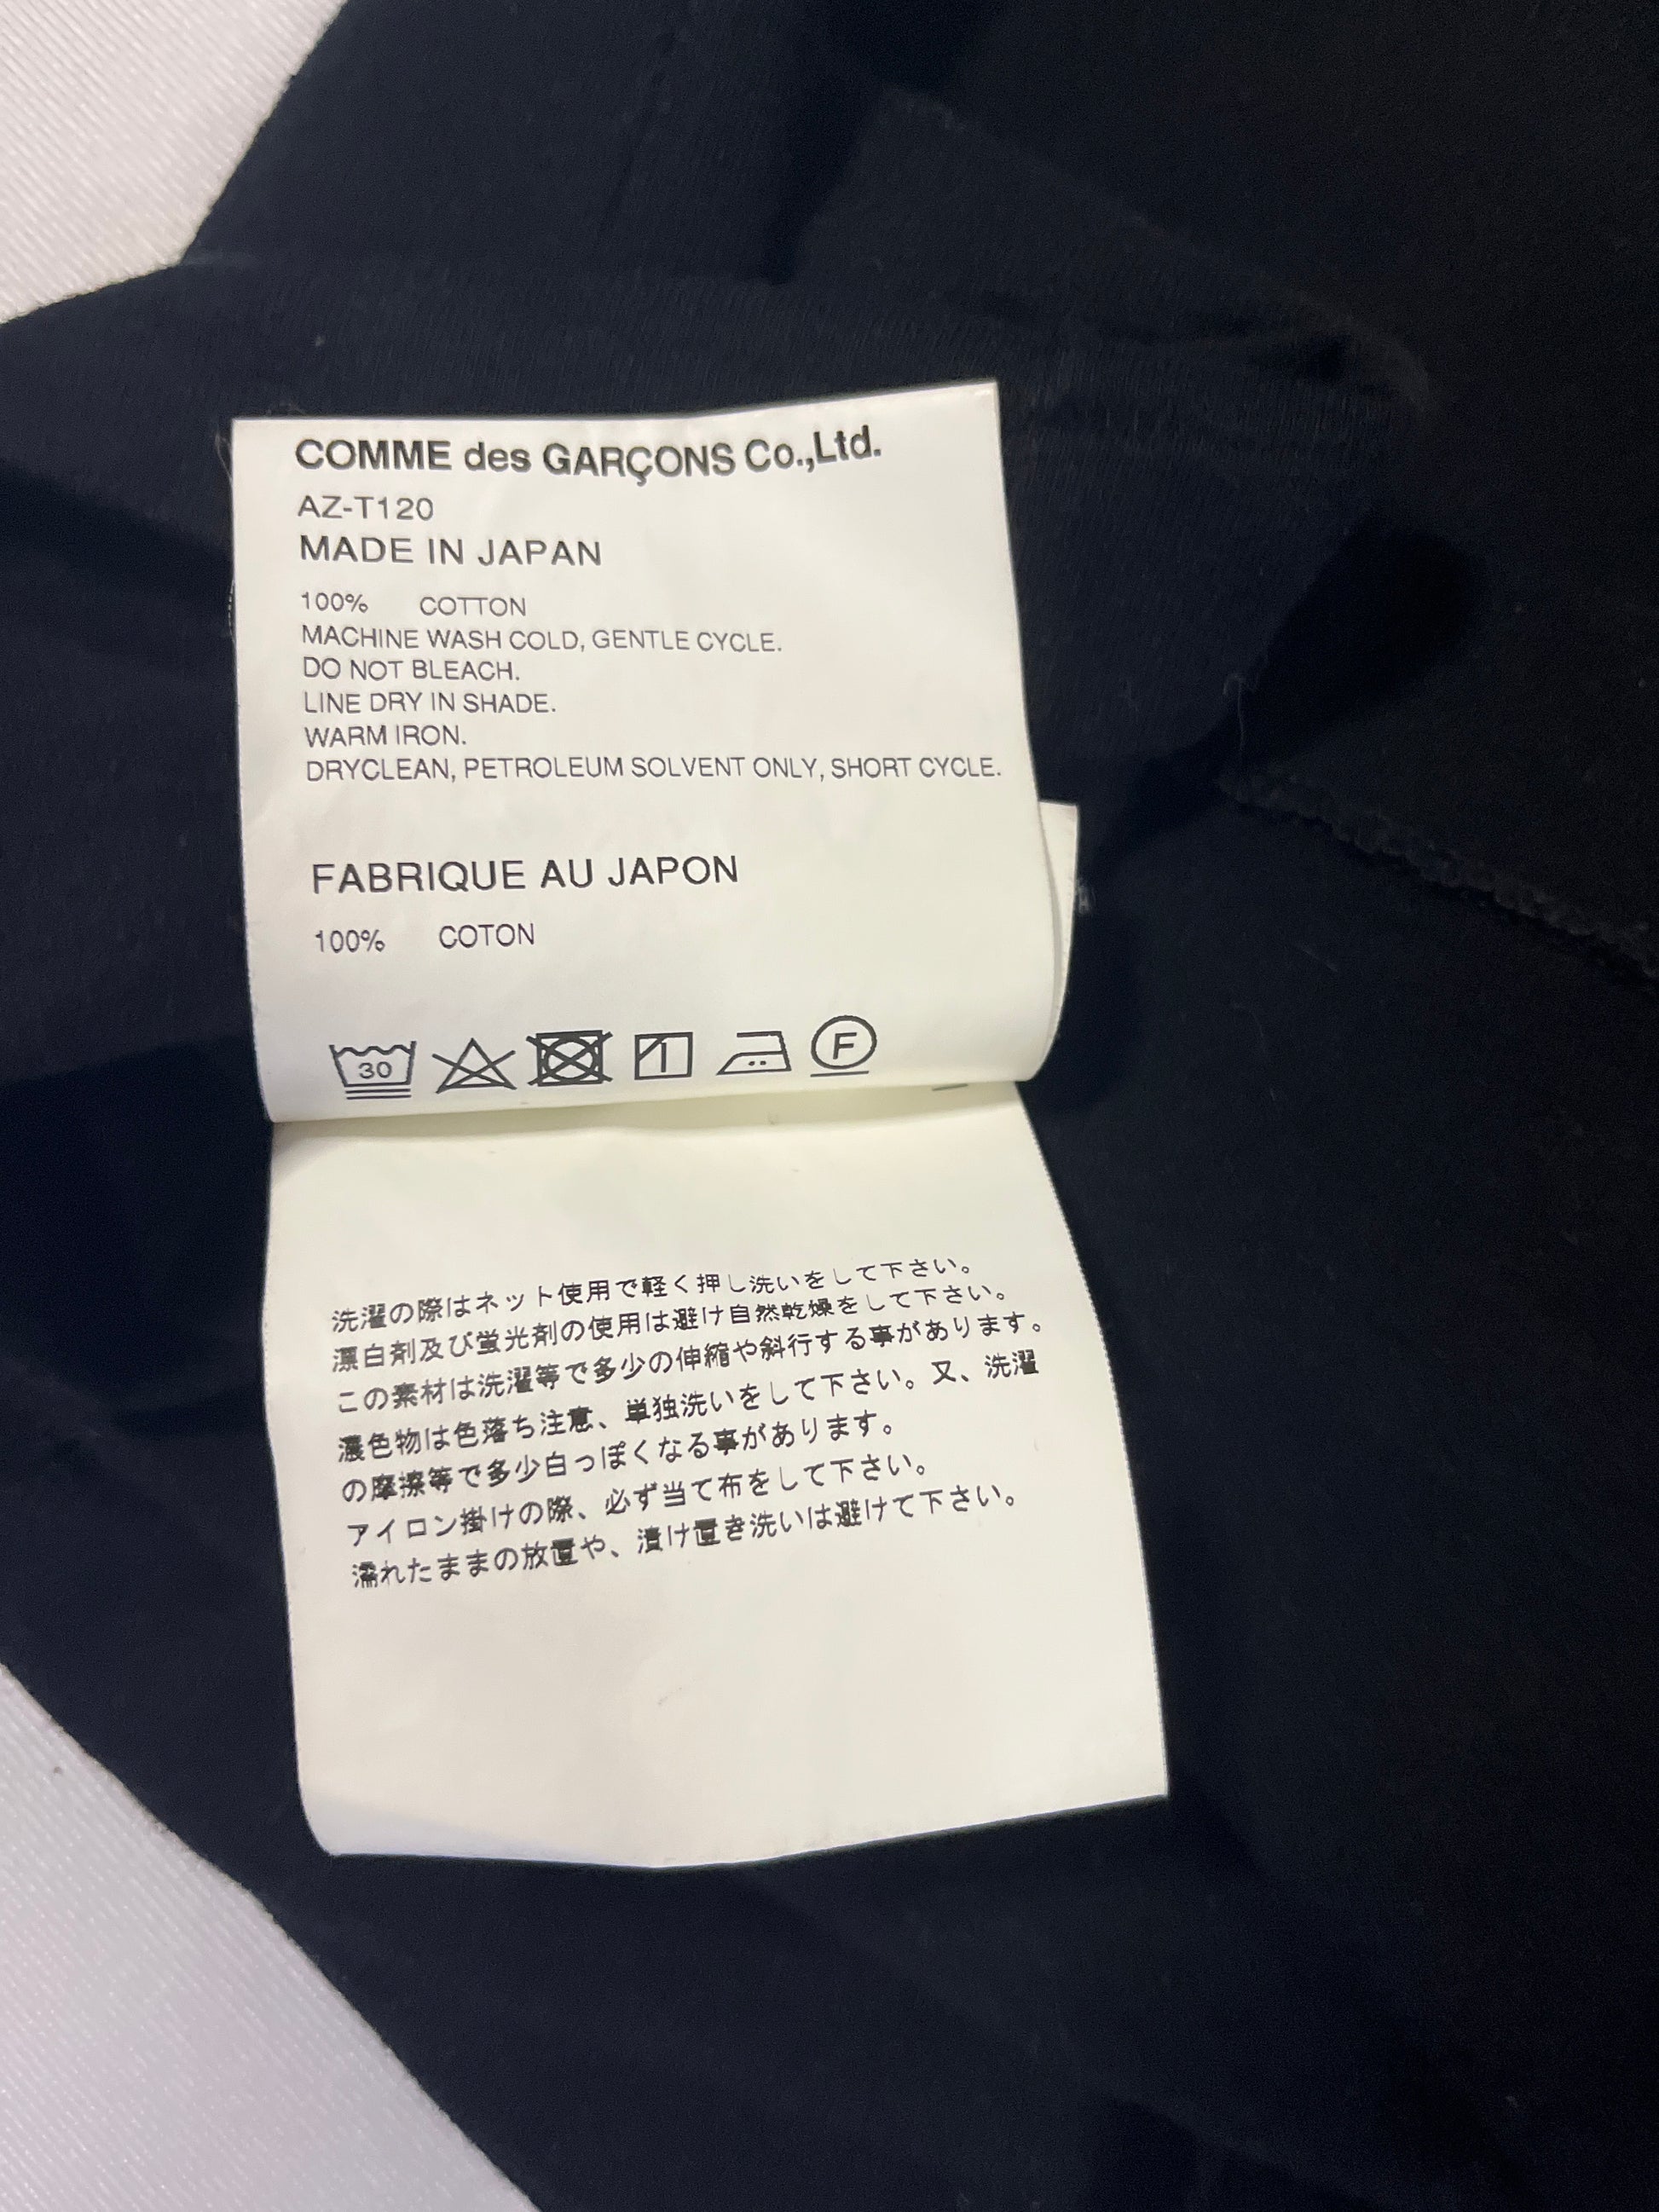 COMME des GARÇONS Co.,Ltd.
AZ-T120
MADE IN JAPAN
100% COTTON
MACHINE WASH COLD, GENTLE CYCLE.
DO NOT BLEACH.
LINE DRY IN SHADE.
WARM IRON.
DRYCLEAN, PETROLEUM SOLVENT ONLY, SHORT CYCLE.
FABRIQUE AU JAPON
100% COTON
30 F
洗濯の際はネット使用で軽く押し洗いをして下さい。
漂白剤及び蛍光剤の使用は避け自然乾燥をして下さい。
この素材は洗濯等で多少の伸縮や斜行する事があります。
濃色物は色落ち注意、単独洗いをして下さい。又、洗濯
の摩擦等で多少白っぽくなる事があります。
アイロン掛けの際、必ず当て布をして下さい。
濡れたままの放置や、漬け置き洗いは避けて下さい。